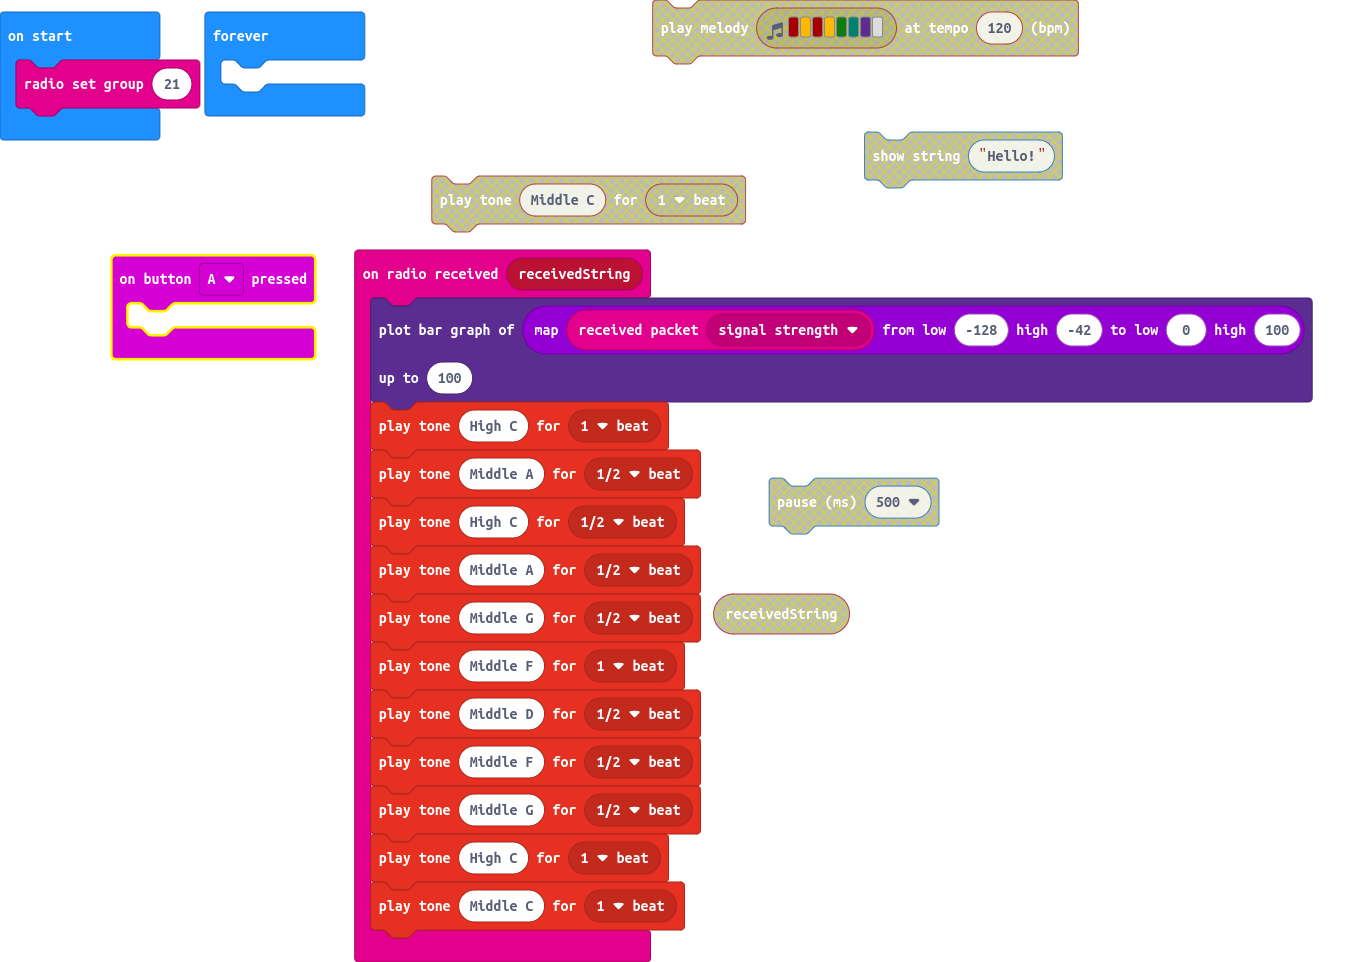 on start
radio set group 21
forever
play melody at tempo 120 (bpm)
show string "Hello!"
play tone Middle C for 1 beat
on button A pressed
on radio received receivedString
plot bar graph of map received packet signal strength from low -128 high -42 to low 0 high 100
up to 100
play tone High C for 1 beat
play tone Middle A for 1/2 beat
play tone High C for 1/2 beat
play tone Middle A for 1/2 beat
play tone Middle G for 1/2 beat
play tone Middle F for 1 beat
play tone Middle D for 1/2 beat
play tone Middle F for 1/2 beat
play tone Middle G for 1/2 beat
play tone High C for 1 beat
play tone Middle C for 1 beat
pause (ms) 500
receivedString